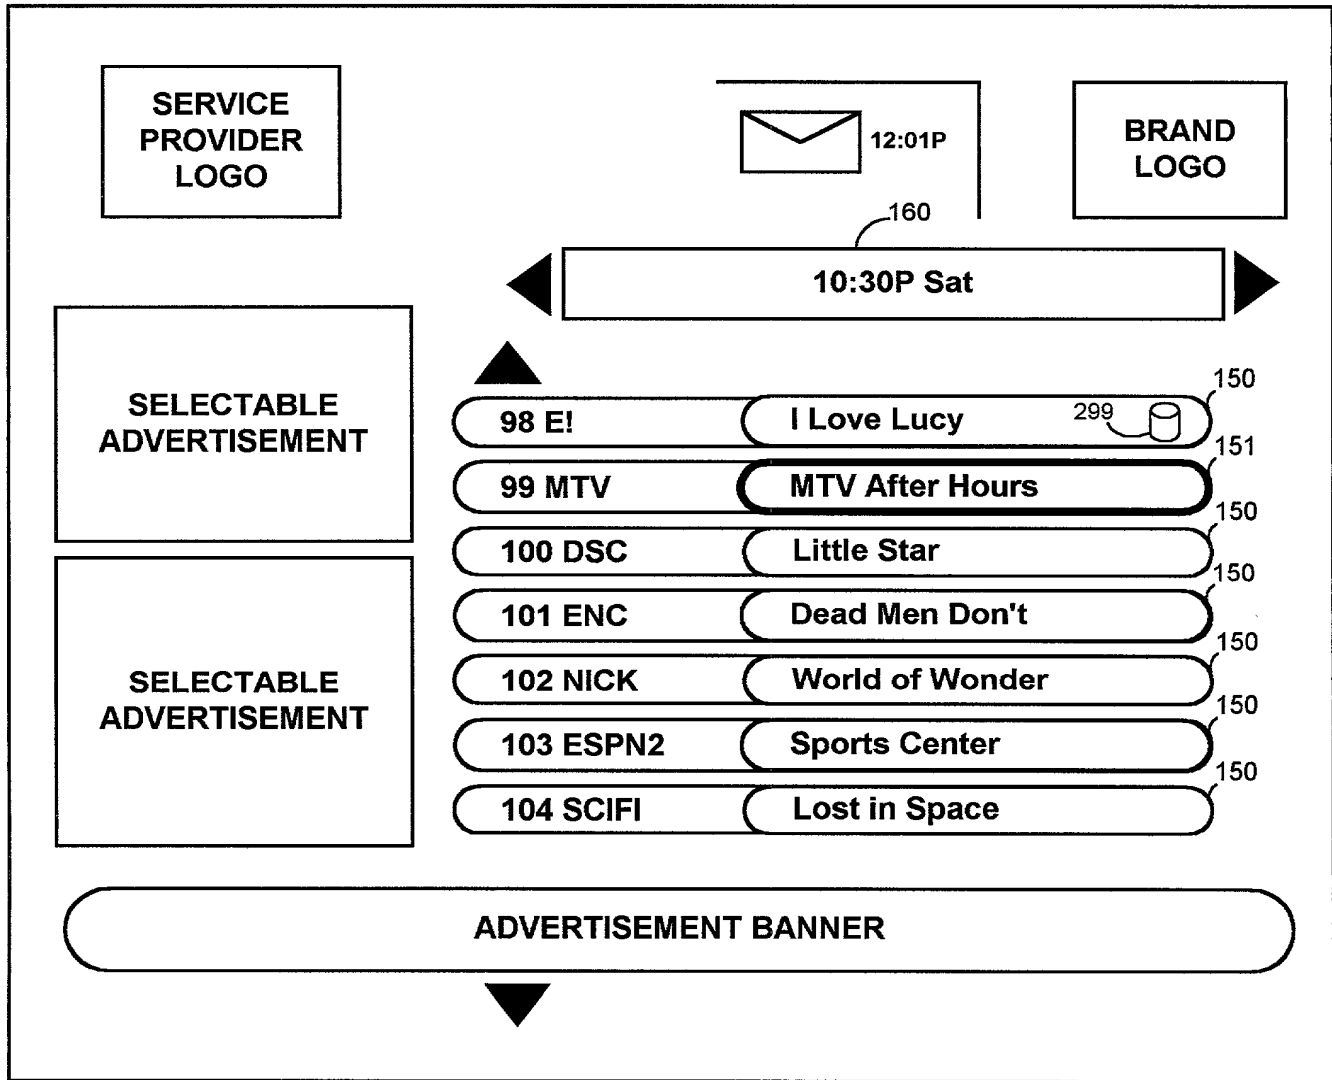 SERVICE
PROVIDER
LOGO
12:01P
BRAND
LOGO
160
10:30P Sat
SELECTABLE
ADVERTISEMENT
SELECTABLE
ADVERTISEMENT
150
98 E! I Love Lucy 299
151
99 MTV MTV After Hours
150
100 DSC Little Star
150
101 ENC Dead Men Don't
150
102 NICK World of Wonder
150
103 ESPN2 Sports Center
150
104 SCIFI Lost in Space
ADVERTISEMENT BANNER